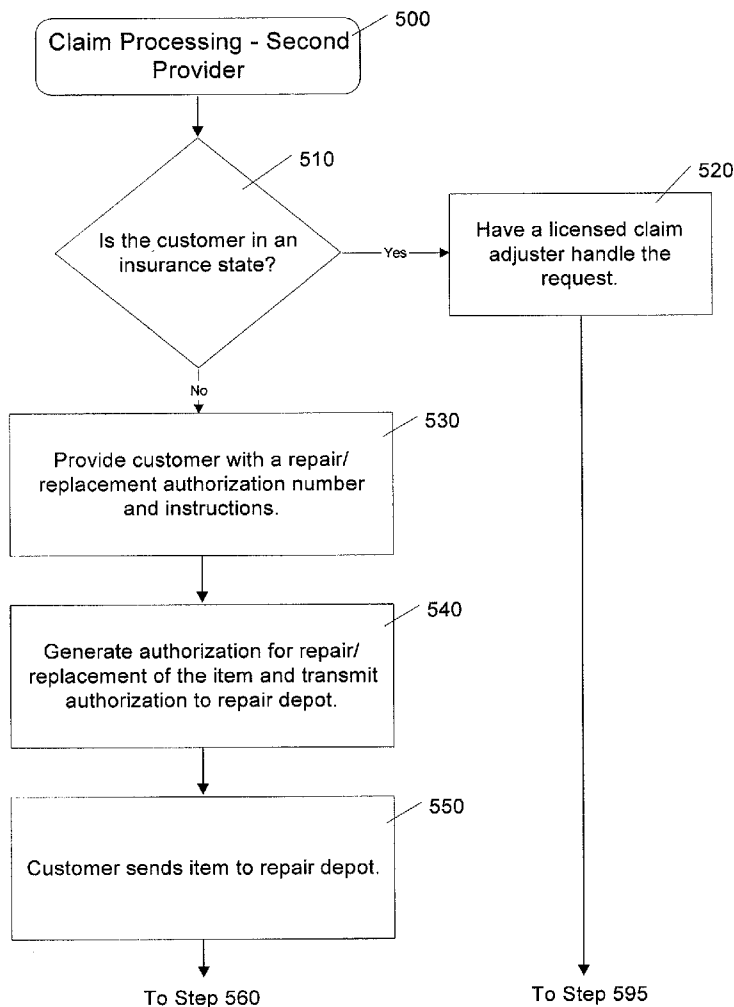 500
Claim Processing - Second
Provider
510
Is the customer in an
insurance state?
Yes
520
Have a licensed claim
adjuster handle the
request.
No
530
Provide customer with a repair/
replacement authorization number
and instructions.
540
Generate authorization for repair/
replacement of the item and transmit
authorization to repair depot.
550
Customer sends item to repair depot.
To Step 560
To Step 595